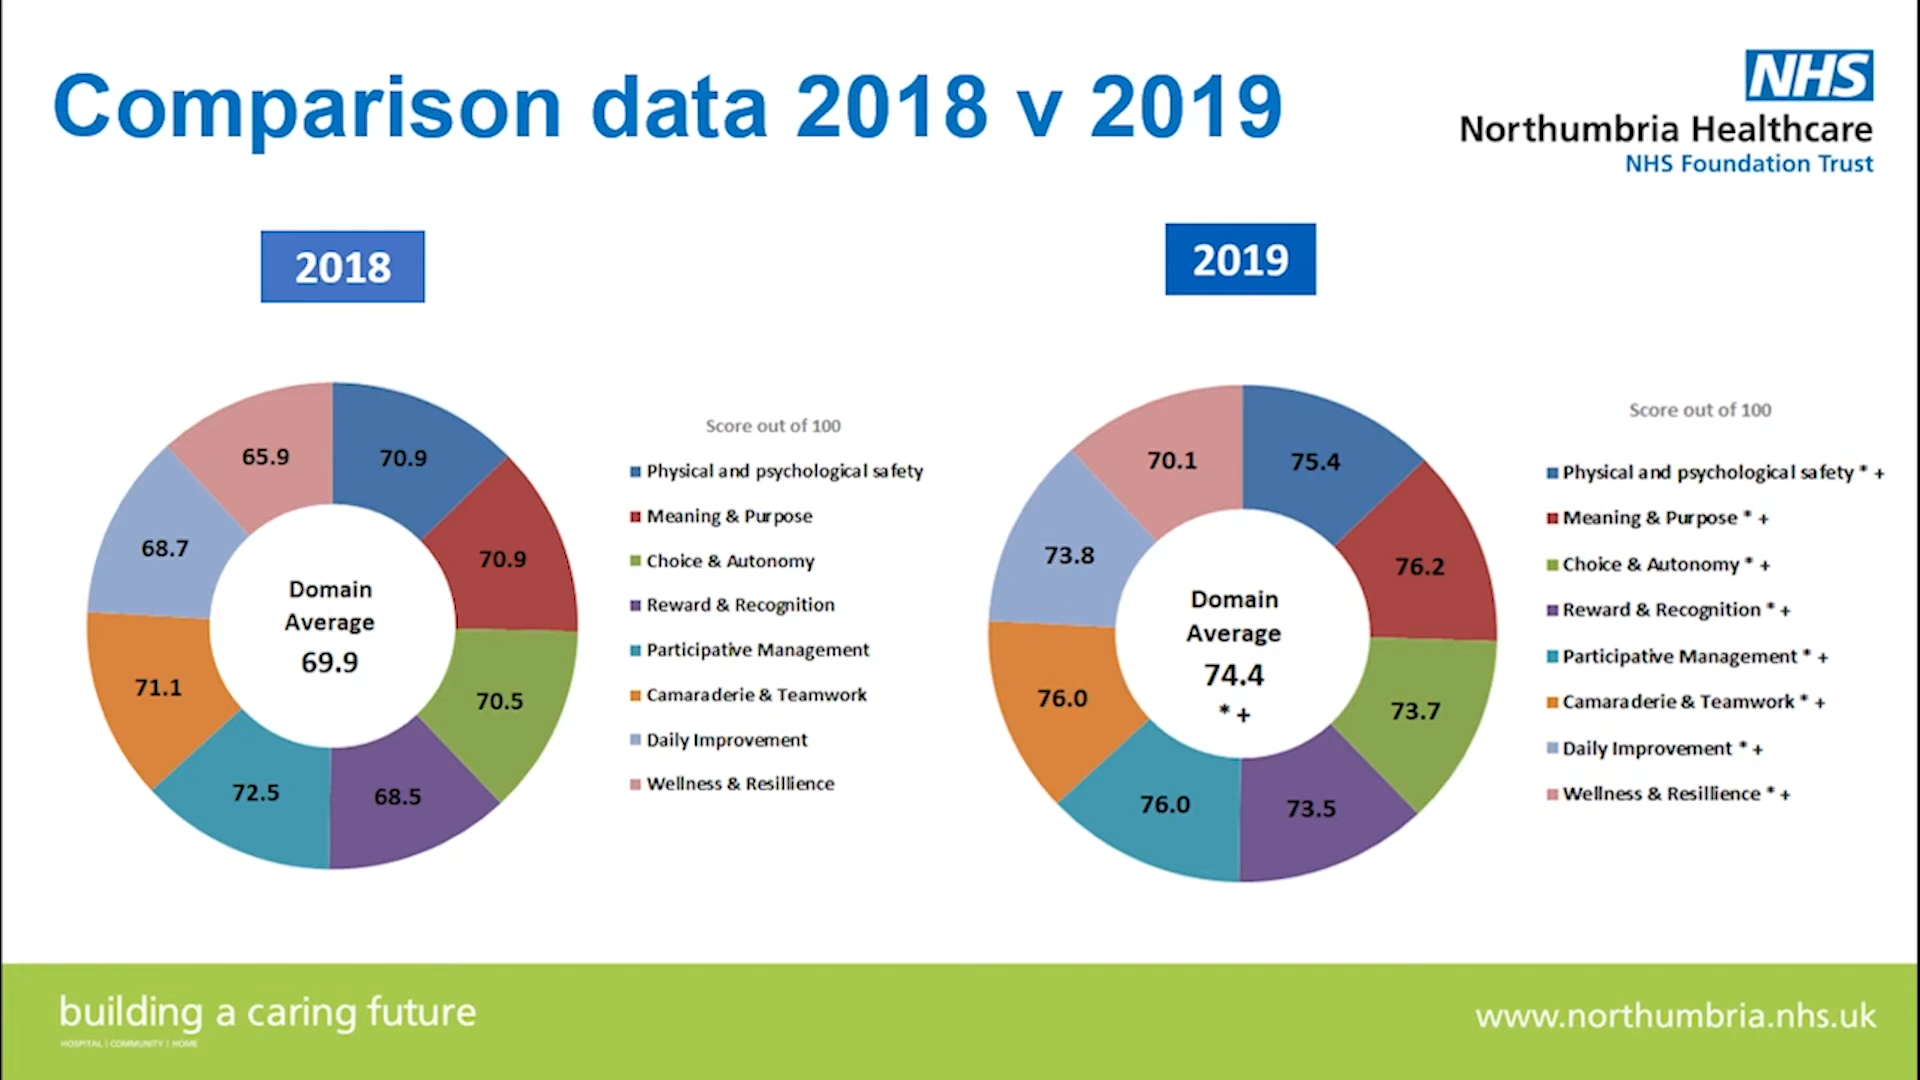 Comparison data 2018 v 2019
NHS
Northumbria Healthcare
NHS Foundation Trust
2018
65.9
70.9
68.7
70.9
71.1
70.5
72.5
68.5
Domain
Average
69.9
Score out of 100
Physical and psychological safety
Meaning & Purpose
Choice & Autonomy
Reward & Recognition
Participative Management
Camaraderie & Teamwork
Daily Improvement
Wellness & Resillience
2019
70.1
75.4
73.8
76.2
76.0
73.7
76.0
73.5
Domain
Average
74.4
* +
Score out of 100
Physical and psychological safety * +
Meaning & Purpose * +
Choice & Autonomy * +
Reward & Recognition * +
Participative Management * +
Camaraderie & Teamwork * +
Daily Improvement * +
Wellness & Resillience * +
building a caring future
HOSPITAL | COMMUNITY | HOME
www.northumbria.nhs.uk